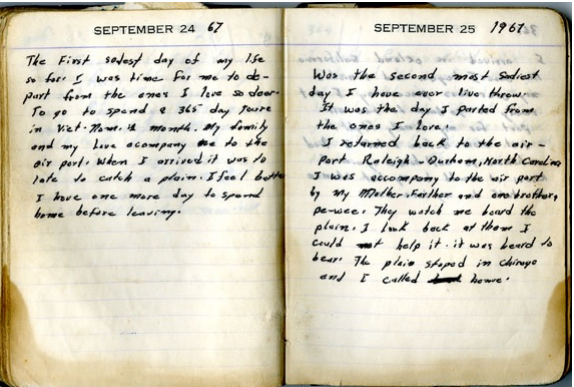 SEPTEMBER 24 67
The First sadest day of my life
so far. I was time for me to de-
part from the ones I love so dear.
To go to spend a 365 day toure
in Viet-Nam. 12 month. My family
and my Love acompany me to the
air port. When I arrived it was to
late to catch a plain. I feel better
I have one more day to spend
home before leaving.
SEPTEMBER 25 1967
Was the second most sadiest
day I have ever live threw.
It was the day I parted from
the ones I love.
I returned back to the air-
port Raleigh-Durham, North Carolina
I was accompany to the air port
by My Mother Farther and one brother,
pe-wee. They watch me board the
plain. I look back at them I
could not help it. it was heard to
bear. The plain stoped in chicago
and I called home.